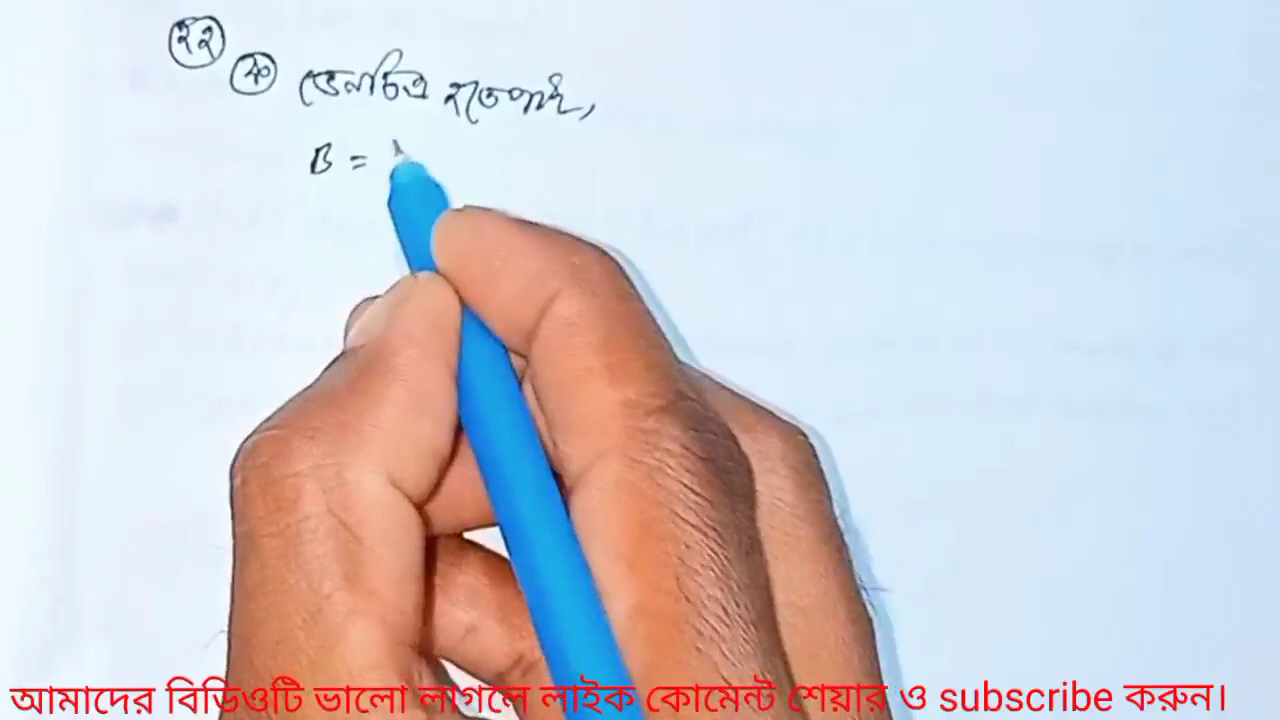 ২২
ক ভেনচিত্র হতে পাই,
B =
আমাদের বিডিওটি ভালো লাগলে লাইক কোমেন্ট শেয়ার ও subscribe করুন।